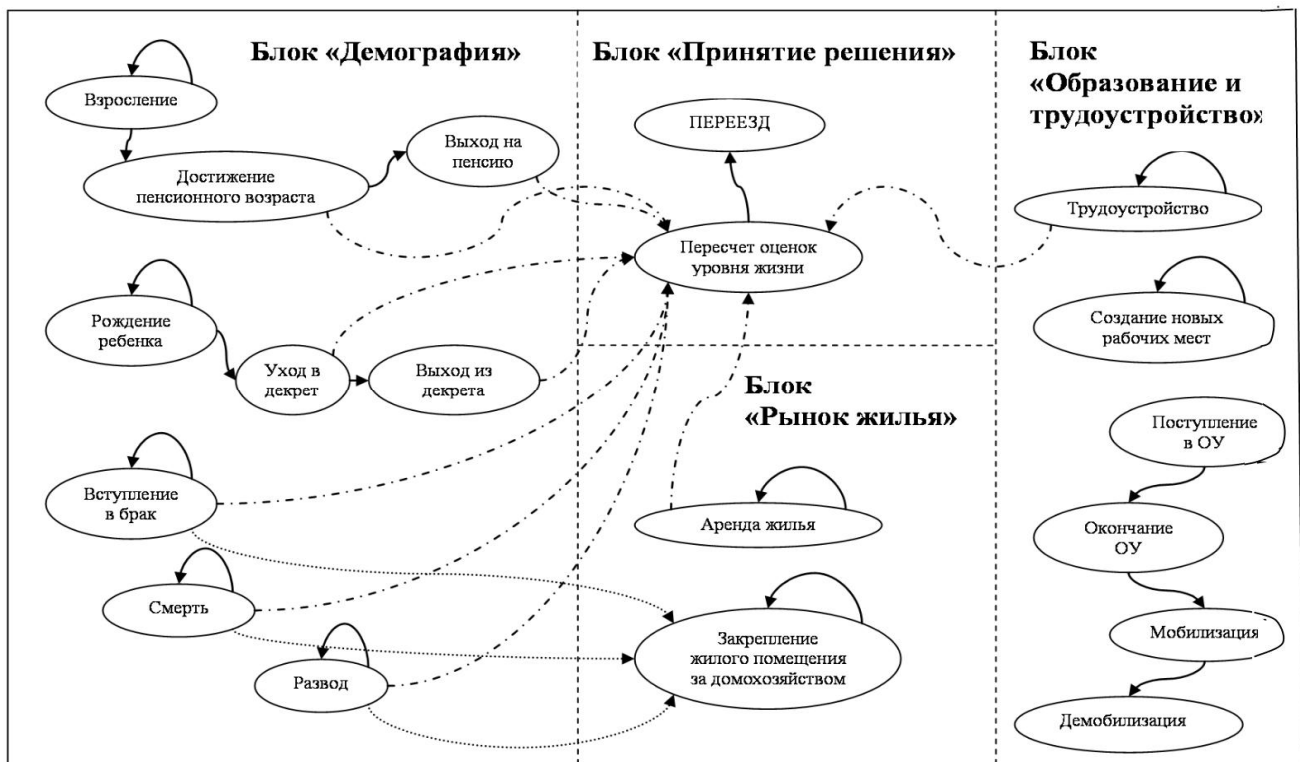 Блок «Демография»
Взросление
Достижение
пенсионного возраста
Выход на
пенсию
Рождение
ребенка
Уход в
декрет
Выход из
декрета
Вступление
в брак
Смерть
Развод
Блок «Принятие решения»
ПЕРЕЕЗД
Пересчет оценок
уровня жизни
Блок
«Рынок жилья»
Аренда жилья
Закрепление
жилого помещения
за домохозяйством
Блок
«Образование и
трудоустройство»
Трудоустройство
Создание новых
рабочих мест
Поступление
в ОУ
Окончание
ОУ
Мобилизация
Демобилизация